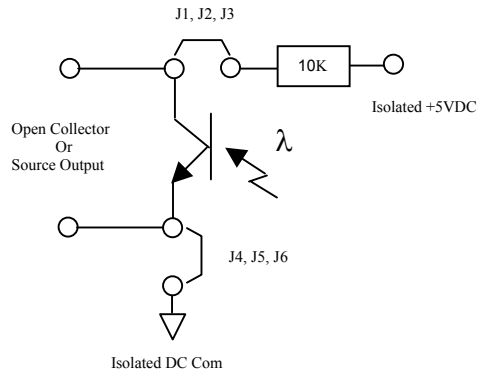 J1, J2, J3
10K
Isolated +5VDC
Open Collector
Or
Source Output
λ
J4, J5, J6
Isolated DC Com